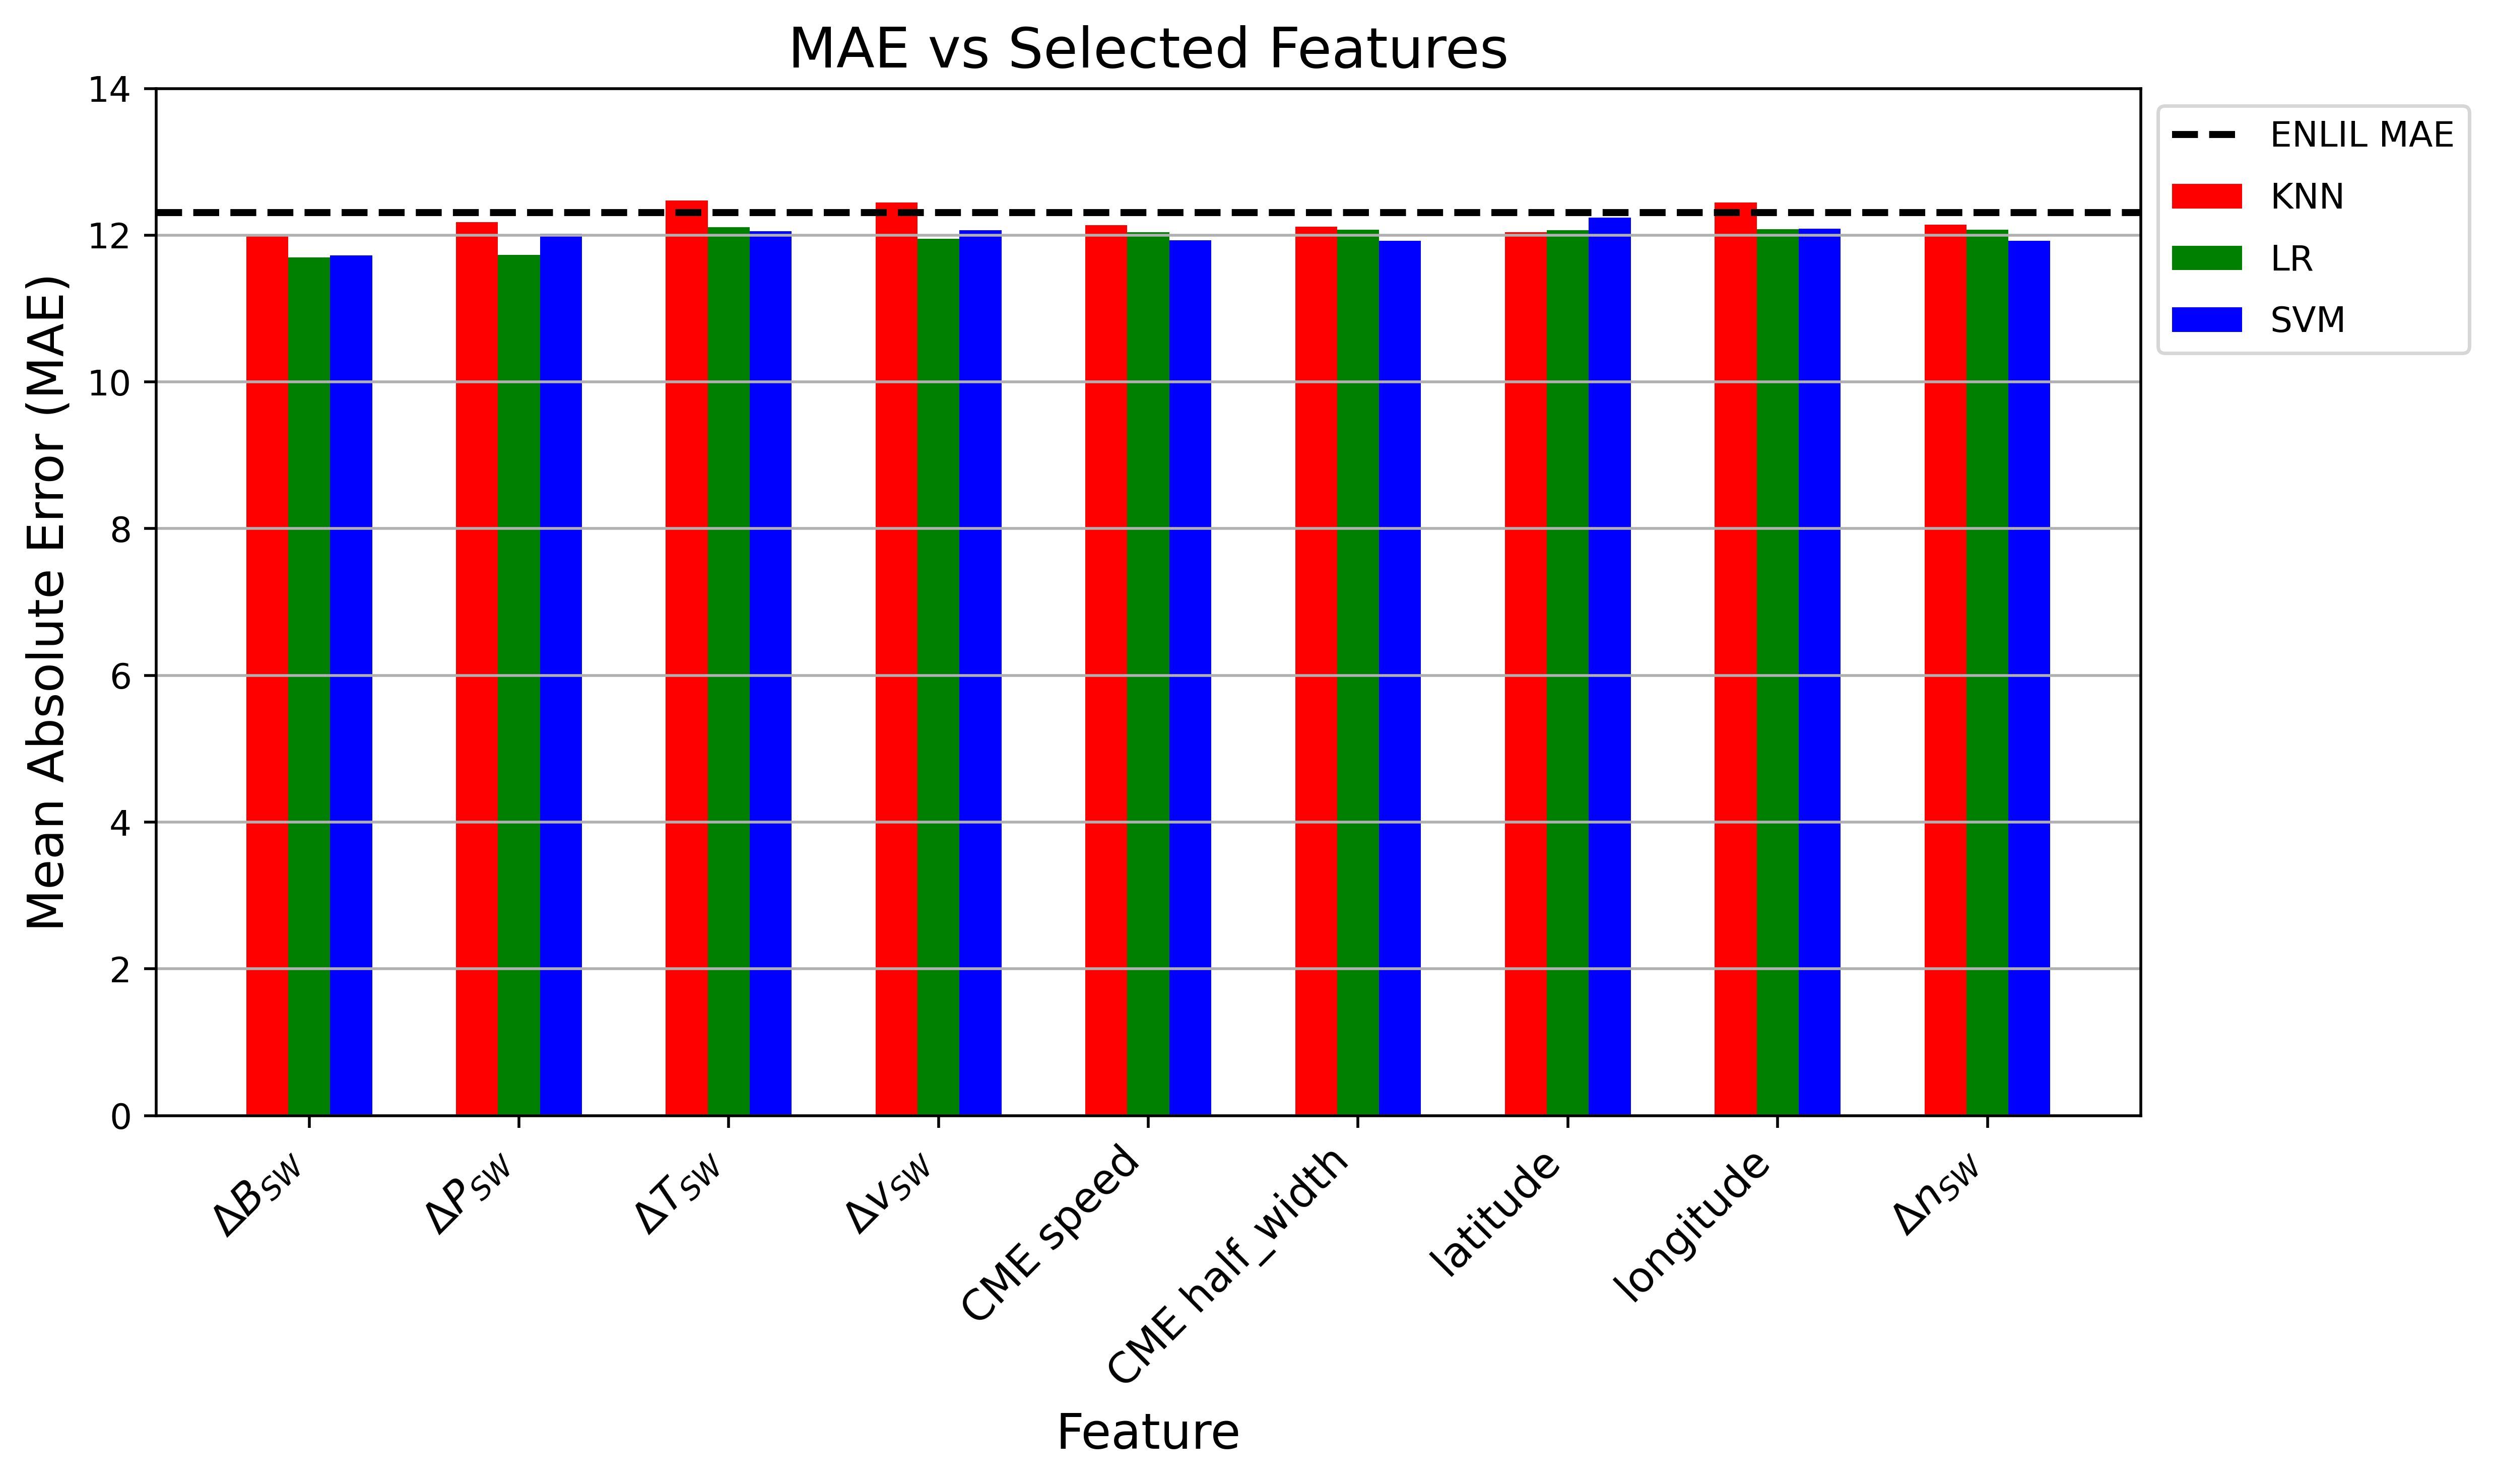 MAE vs Selected Features
Mean Absolute Error (MAE)
14
12
10
8
6
4
2
0
ENLIL MAE
KNN
LR
SVM
ΔB_SW
ΔP_SW
ΔT_SW
Δv_SW
CME speed
CME half_width
latitude
longitude
Δn_SW
Feature